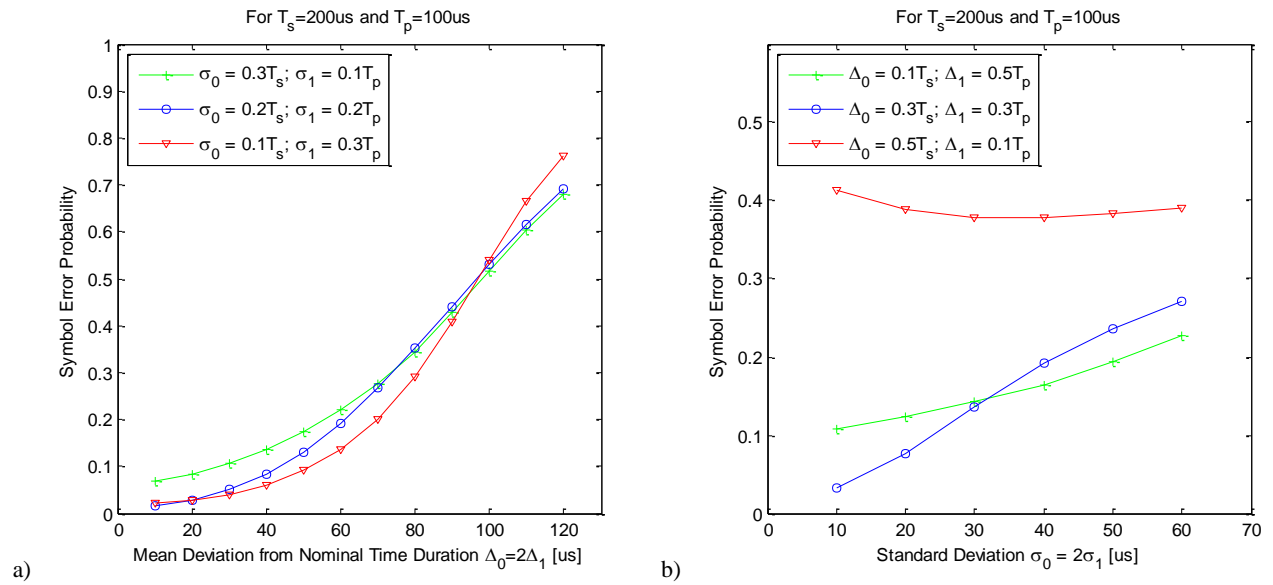 For T_s=200us and T_p=100us
1
0.9
0.8
0.7
0.6
0.5
0.4
0.3
0.2
0.1
0
Symbol Error Probability
σ_0 = 0.3T_s; σ_1 = 0.1T_p
σ_0 = 0.2T_s; σ_1 = 0.2T_p
σ_0 = 0.1T_s; σ_1 = 0.3T_p
0 20 40 60 80 100 120
Mean Deviation from Nominal Time Duration Δ_0=2Δ_1 [us]
a)
For T_s=200us and T_p=100us
0.5
0.4
0.3
0.2
0.1
0
Symbol Error Probability
Δ_0 = 0.1T_s; Δ_1 = 0.5T_p
Δ_0 = 0.3T_s; Δ_1 = 0.3T_p
Δ_0 = 0.5T_s; Δ_1 = 0.1T_p
0 10 20 30 40 50 60 70
Standard Deviation σ_0 = 2σ_1 [us]
b)